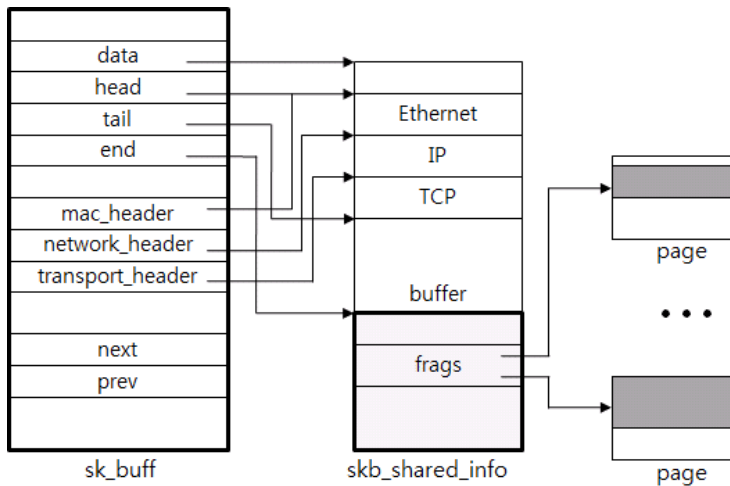 data
head
tail
end
mac_header
network_header
transport_header
next
prev
sk_buff
Ethernet
IP
TCP
buffer
frags
skb_shared_info
page
page